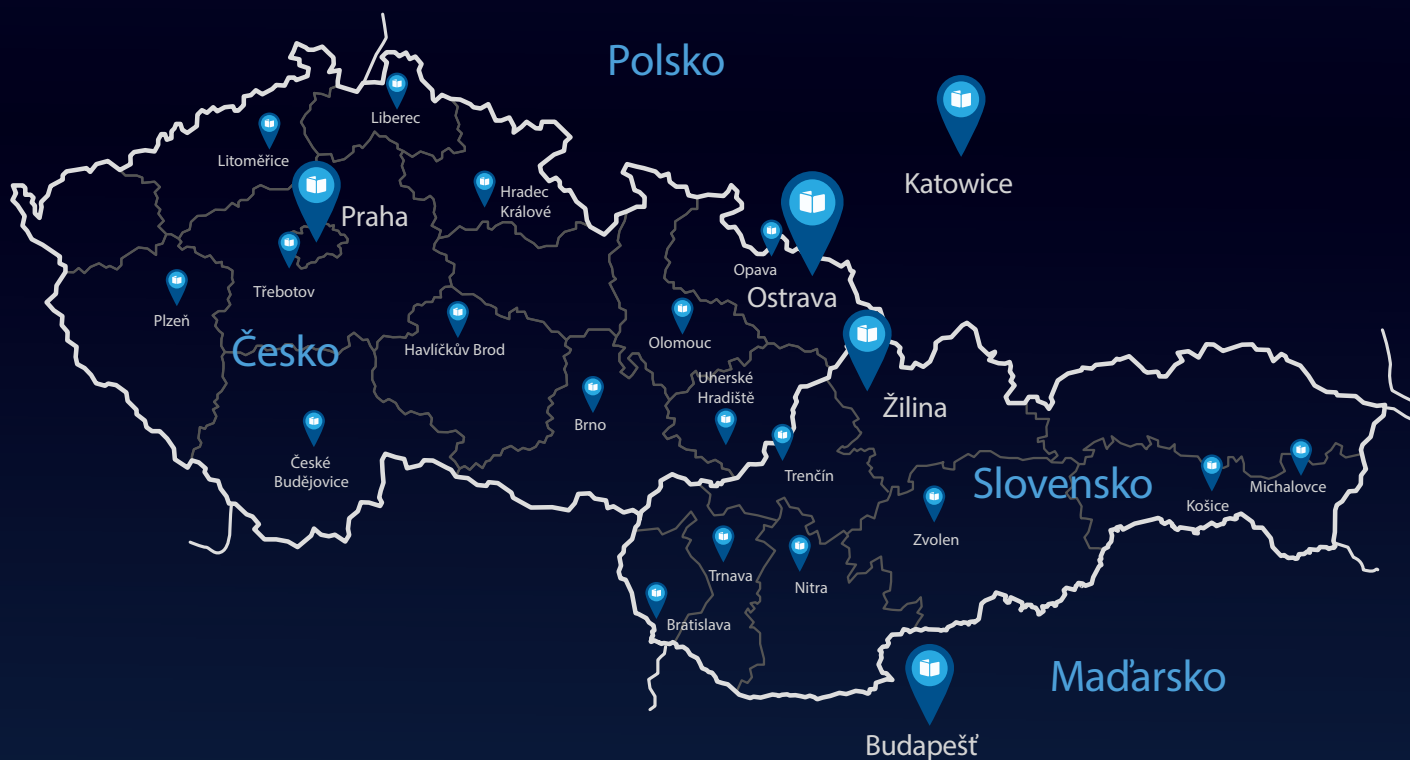 Polsko
Liberec
Litoměřice
Katowice
Hradec
Králové
Praha
Opava
Třebotov
Ostrava
Plzeň
Havlíčkův Brod
Olomouc
Česko
Uherské
Hradiště
Žilina
Brno
České
Budějovice
Trenčín
Slovensko
Michalovce
Košice
Zvolen
Trnava
Nitra
Bratislava
Maďarsko
Budapešť